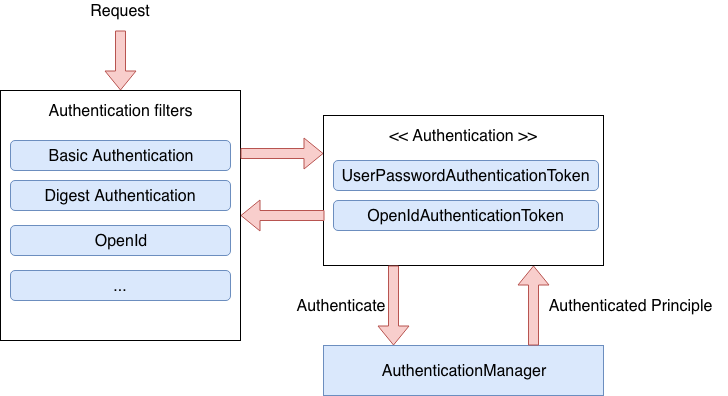 Request
Authentication filters
Basic Authentication
Digest Authentication
OpenId
...
<< Authentication >>
UserPasswordAuthenticationToken
OpenIdAuthenticationToken
Authenticate
Authenticated Principle
AuthenticationManager